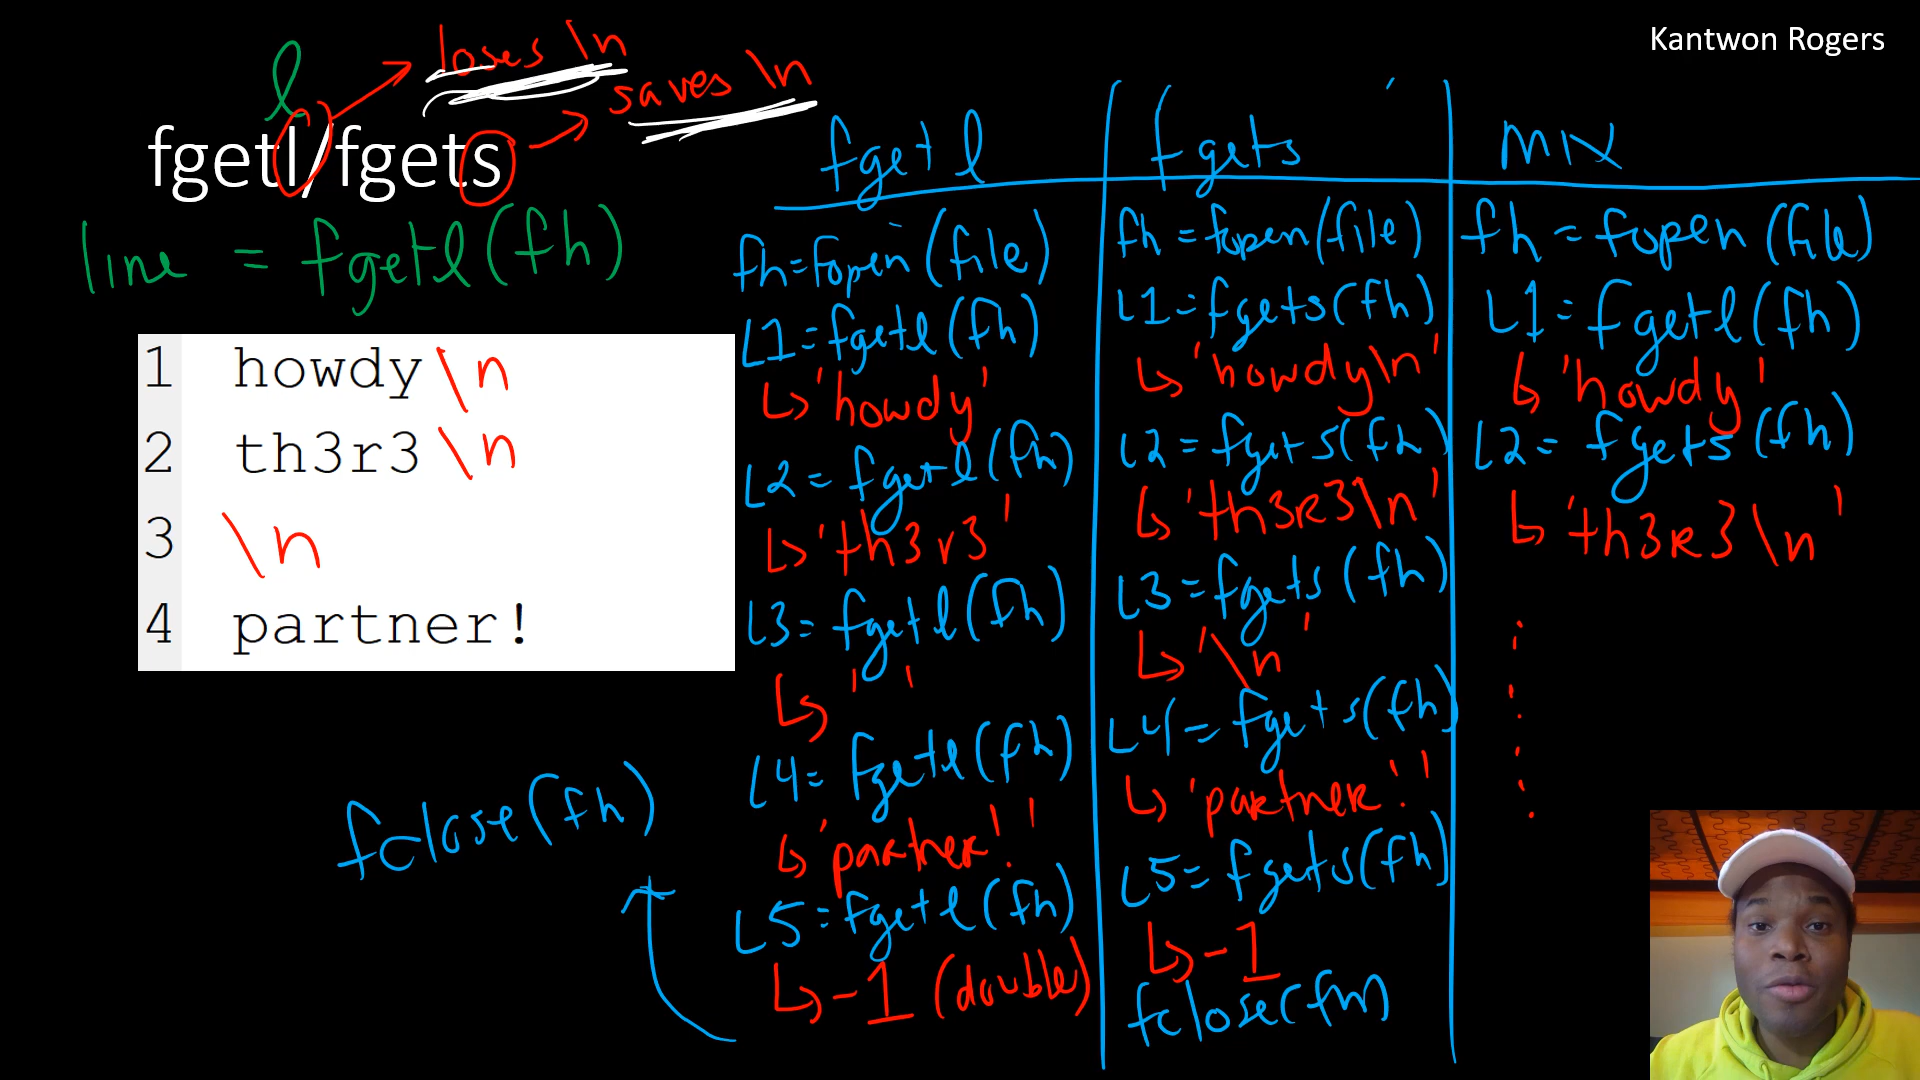 Kantwon Rogers
l
loses \n
saves \n
fgetl/fgets
line = fgetl(fh)
1 howdy\n
2 th3r3\n
3 \n
4 partner!
fclose(fh)
fgetl
fh=fopen(file)
L1=fgetl(fh)
↳'howdy'
L2=fgetl(fh)
↳'th3r3'
L3=fgetl(fh)
↳' '
L4=fgetl(fh)
↳'partner!'
L5=fgetl(fh)
↳-1 (double)
fgets
fh=fopen(file)
L1=fgets(fh)
↳'howdy\n'
L2=fgets(fh)
↳'th3R3\n'
L3=fgets(fh)
↳'\n'
L4=fgets(fh)
↳'partner!'
L5=fgets(fh)
↳-1
fclose(fh)
MIX
fh=fopen(file)
L1=fgetl(fh)
↳'howdy'
L2=fgets(fh)
↳'th3R3\n'